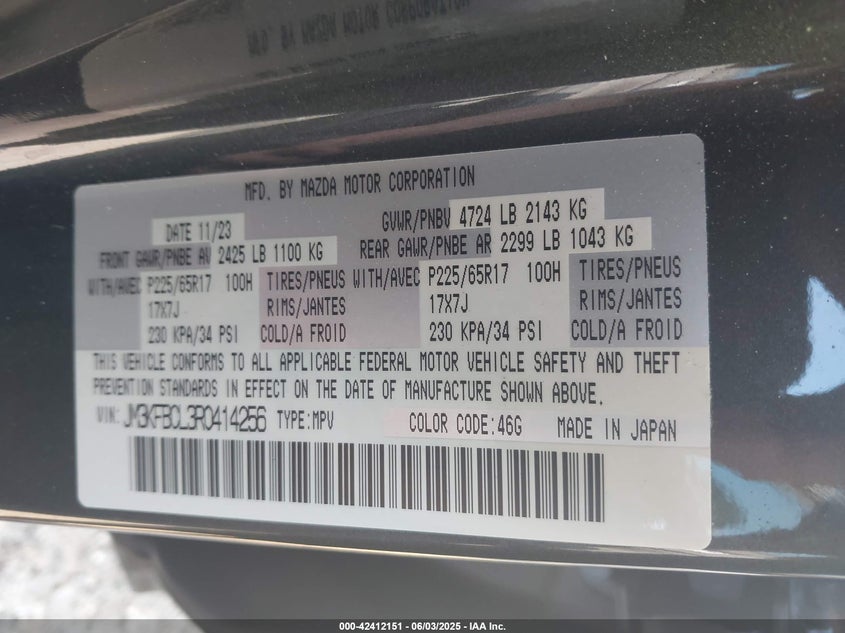 MFD. BY MAZDA MOTOR CORPORATION
DATE 11/23 GVWR/PNBV 4724 LB 2143 KG
FRONT GAWR/PNBE AV 2425 LB 1100 KG REAR GAWR/PNBE AR 2299 LB 1043 KG
WITH/AVEC P225/65R17 100H TIRES/PNEUS WITH/AVEC P225/65R17 100H TIRES/PNEUS
17X7J RIMS/JANTES 17X7J RIMS/JANTES
230 KPA/34 PSI COLD/A FROID 230 KPA/34 PSI COLD/A FROID
THIS VEHICLE CONFORMS TO ALL APPLICABLE FEDERAL MOTOR VEHICLE SAFETY AND THEFT
PREVENTION STANDARDS IN EFFECT ON THE DATE OF MANUFACTURE SHOWN ABOVE.
VIN: JM3KFBCL3R0414256 TYPE:MPV COLOR CODE:46G MADE IN JAPAN
000-42412151 | 06/03/2025 | IAA Inc.